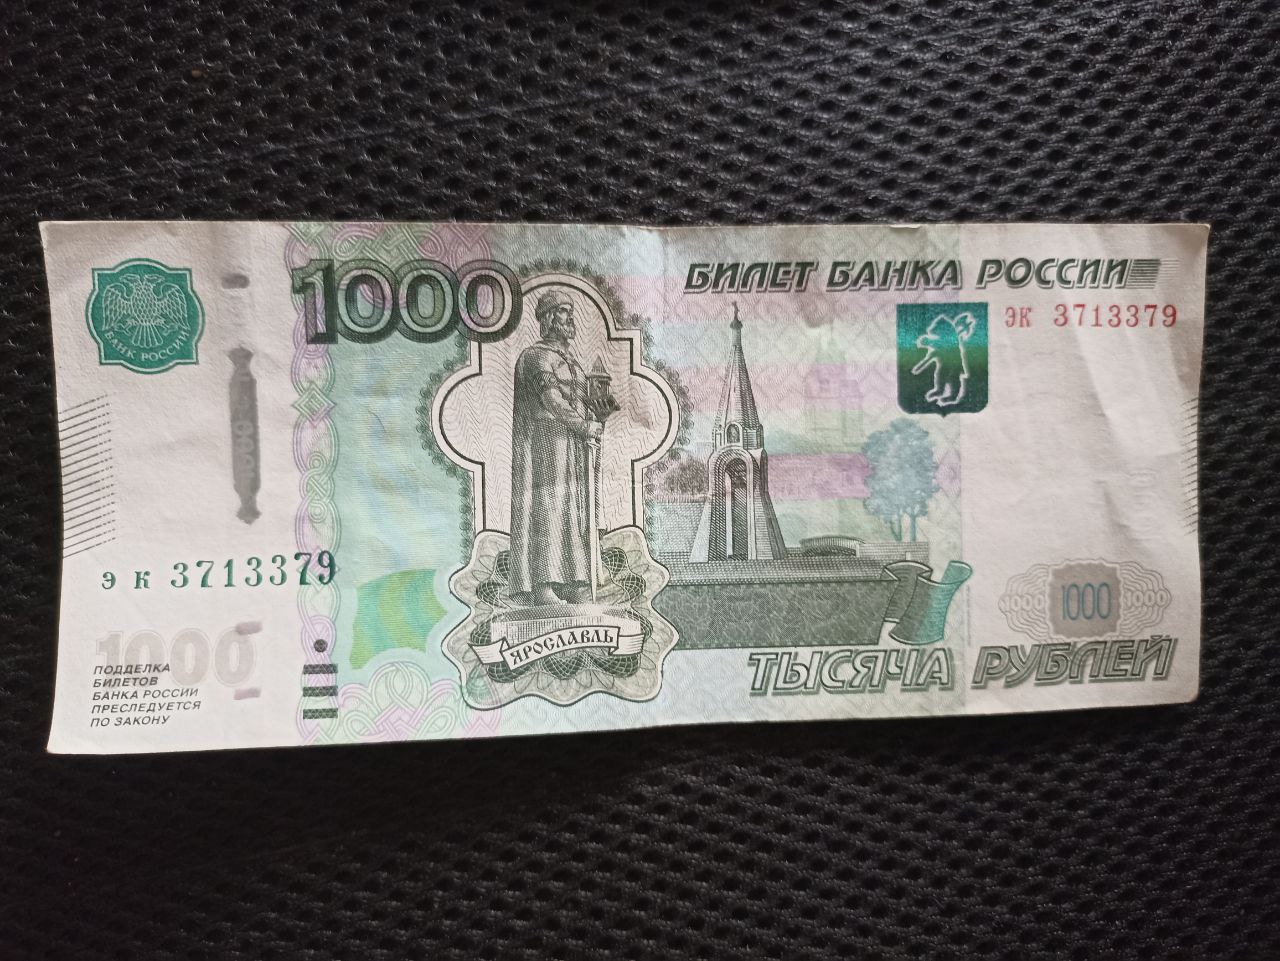 1000
БИЛЕТ БАНКА РОССИИ
ЭК 3713379
БАНК РОССИИ
э к 3713379
ЯРОСЛАВЛЬ
1000
1000
1000
1000
ТЫСЯЧА РУБЛЕЙ
ПОДДЕЛКА
БИЛЕТОВ
БАНКА РОССИИ
ПРЕСЛЕДУЕТСЯ
ПО ЗАКОНУ